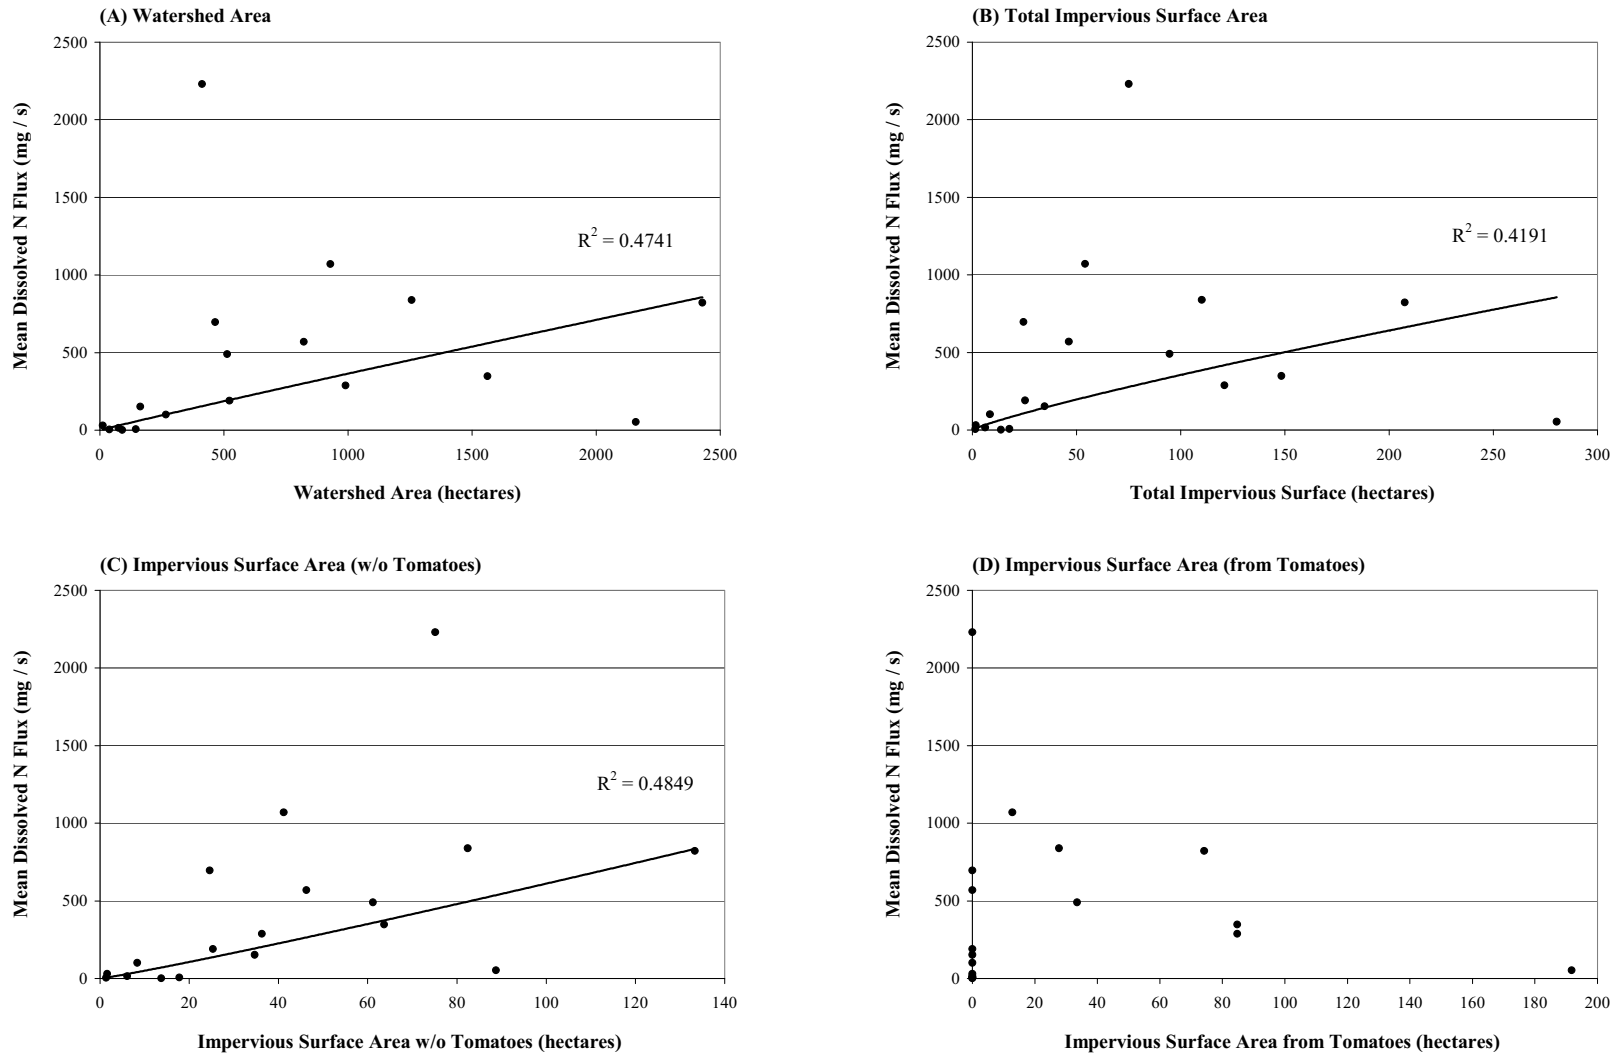 (A) Watershed Area
2500
2000
1500
1000
500
0
0 500 1000 1500 2000 2500
Mean Dissolved N Flux (mg / s)
R² = 0.4741
Watershed Area (hectares)
(B) Total Impervious Surface Area
2500
2000
1500
1000
500
0
0 50 100 150 200 250 300
Mean Dissolved N Flux (mg / s)
R² = 0.4191
Total Impervious Surface (hectares)
(C) Impervious Surface Area (w/o Tomatoes)
2500
2000
1500
1000
500
0
0 20 40 60 80 100 120 140
Mean Dissolved N Flux (mg / s)
R² = 0.4849
Impervious Surface Area w/o Tomatoes (hectares)
(D) Impervious Surface Area (from Tomatoes)
2500
2000
1500
1000
500
0
0 20 40 60 80 100 120 140 160 180 200
Mean Dissolved N Flux (mg / s)
Impervious Surface Area from Tomatoes (hectares)